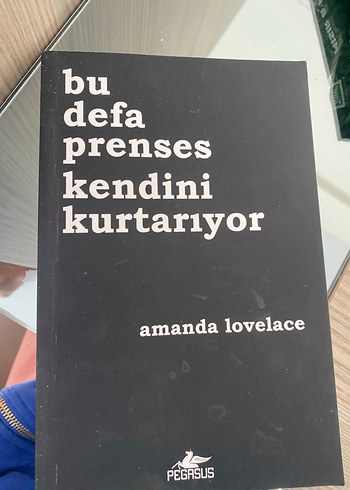 bu
defa
prenses
kendini
kurtarıyor
amanda lovelace
PEGASUS